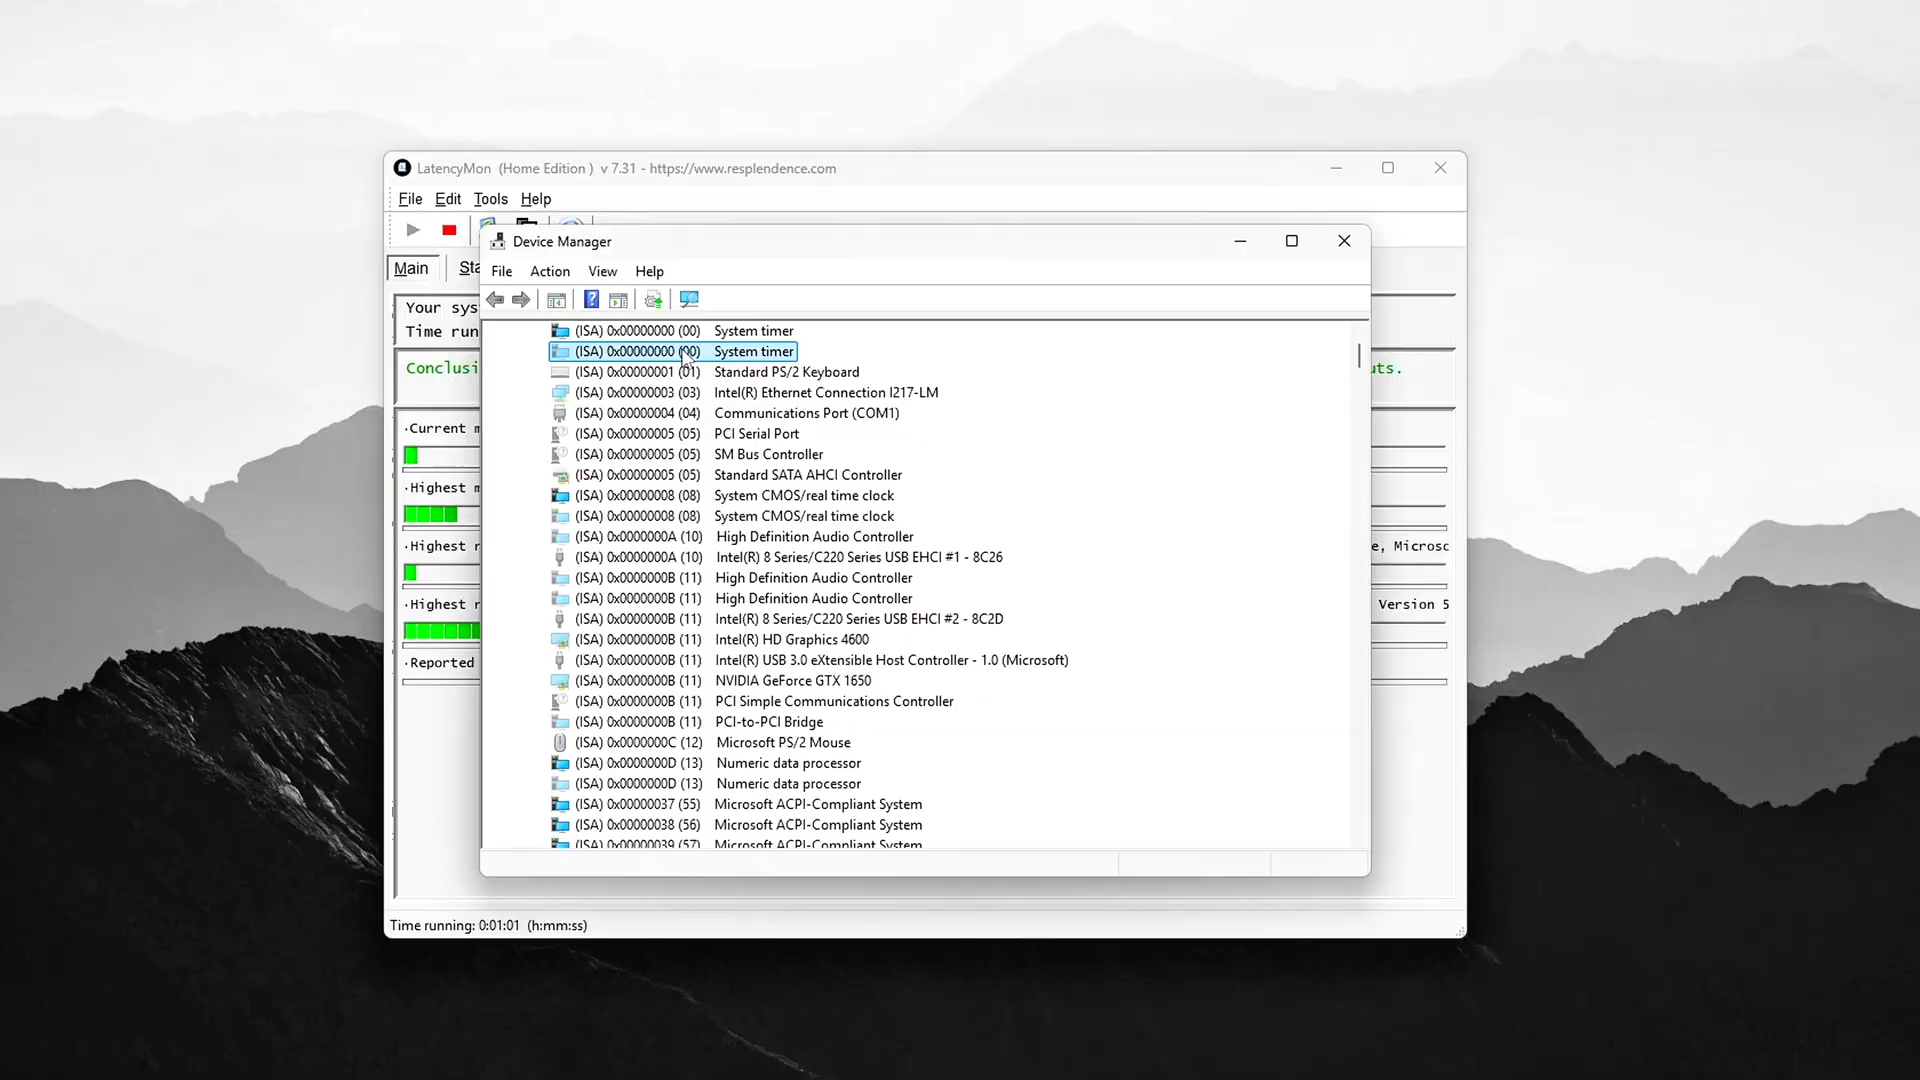 LatencyMon (Home Edition ) v 7.31 - https://www.resplendence.com
File Edit Tools Help
Device Manager
Main
File Action View Help
Your sys
Time run
(ISA) 0x00000000 (00) System timer
(ISA) 0x00000000 (00) System timer
Conclusi
uts.
(ISA) 0x00000001 (01) Standard PS/2 Keyboard
(ISA) 0x00000003 (03) Intel(R) Ethernet Connection I217-LM
(ISA) 0x00000004 (04) Communications Port (COM1)
·Current m
(ISA) 0x00000005 (05) PCI Serial Port
(ISA) 0x00000005 (05) SM Bus Controller
(ISA) 0x00000005 (05) Standard SATA AHCI Controller
·Highest m
(ISA) 0x00000008 (08) System CMOS/real time clock
(ISA) 0x00000008 (08) System CMOS/real time clock
(ISA) 0x0000000A (10) High Definition Audio Controller
·Highest r
e, Microsc
(ISA) 0x0000000A (10) Intel(R) 8 Series/C220 Series USB EHCI #1 - 8C26
(ISA) 0x0000000B (11) High Definition Audio Controller
(ISA) 0x0000000B (11) High Definition Audio Controller
·Highest r
Version 5
(ISA) 0x0000000B (11) Intel(R) 8 Series/C220 Series USB EHCI #2 - 8C2D
(ISA) 0x0000000B (11) Intel(R) HD Graphics 4600
(ISA) 0x0000000B (11) Intel(R) USB 3.0 eXtensible Host Controller - 1.0 (Microsoft)
·Reported
(ISA) 0x0000000B (11) NVIDIA GeForce GTX 1650
(ISA) 0x0000000B (11) PCI Simple Communications Controller
(ISA) 0x0000000B (11) PCI-to-PCI Bridge
(ISA) 0x0000000C (12) Microsoft PS/2 Mouse
(ISA) 0x0000000D (13) Numeric data processor
(ISA) 0x0000000D (13) Numeric data processor
(ISA) 0x00000037 (55) Microsoft ACPI-Compliant System
(ISA) 0x00000038 (56) Microsoft ACPI-Compliant System
(ISA) 0x00000039 (57) Microsoft ACPI-Compliant System
Time running: 0:01:01 (h:mm:ss)